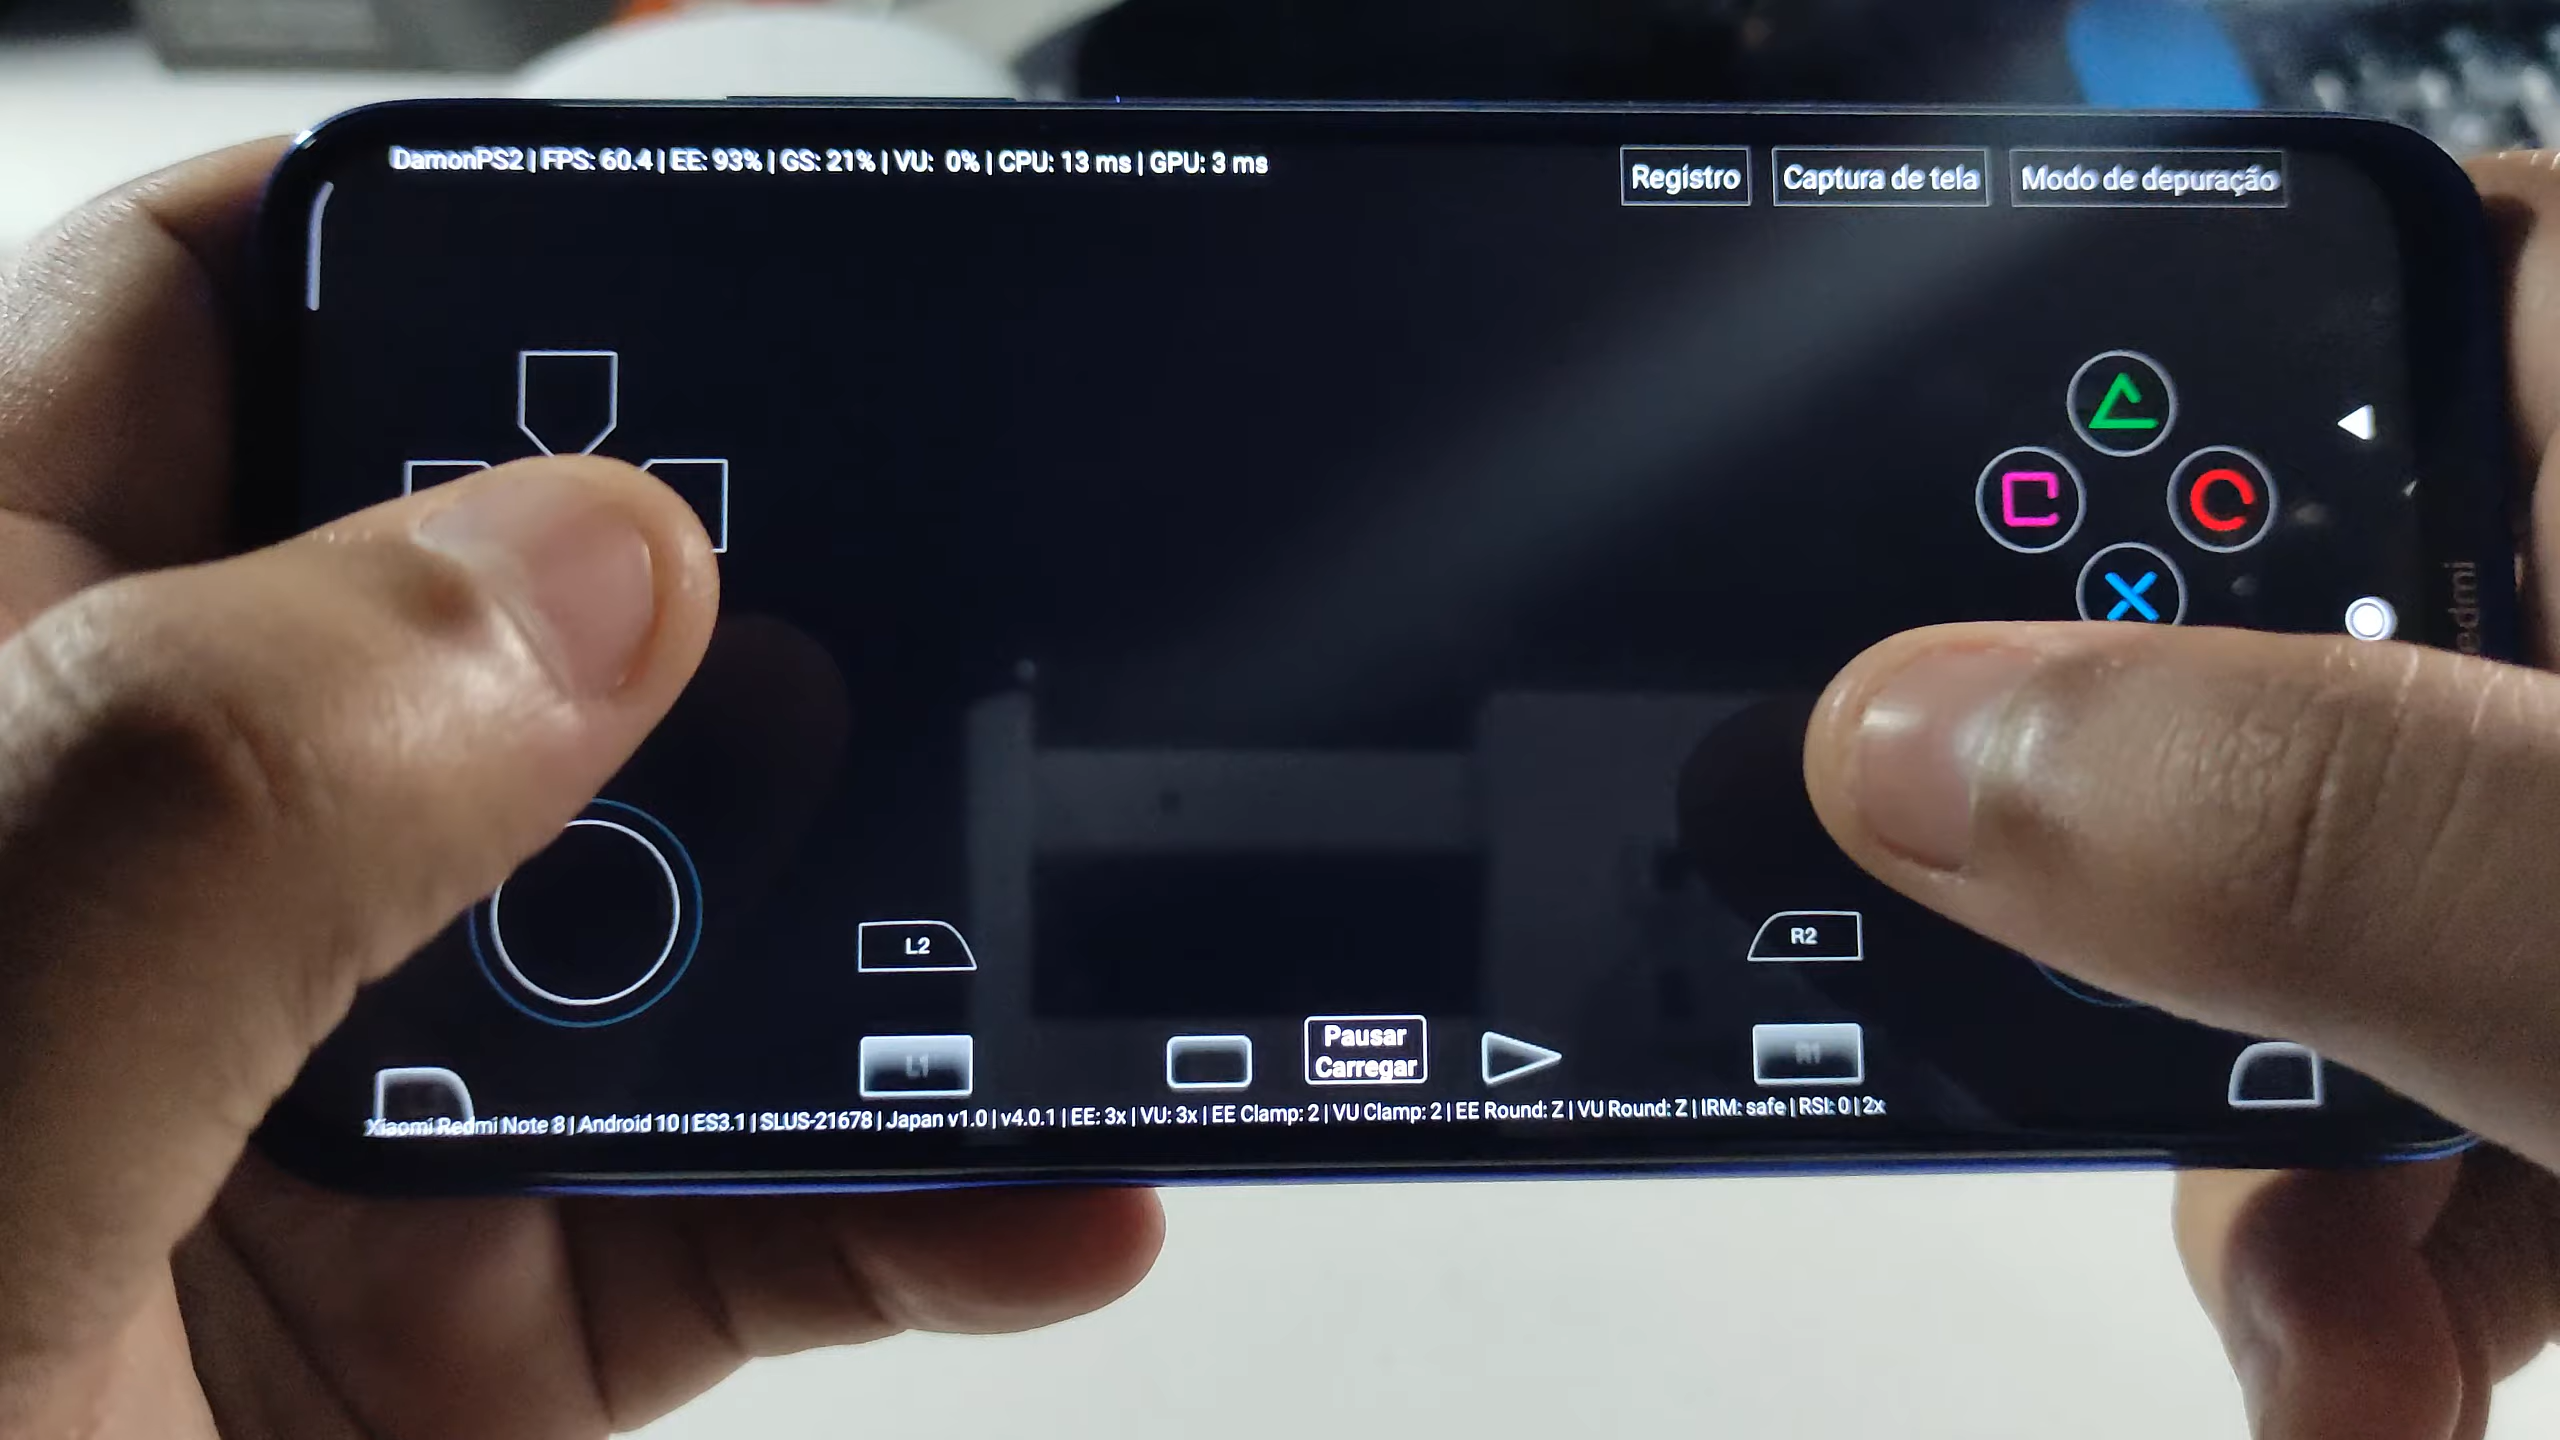 DamonPS2 | FPS: 60.4 | EE: 93% | GS: 21% | VU: 0% | CPU: 13 ms | GPU: 3 ms
Registro
Captura de tela
Modo de depuração
L2
R2
L1
Pausar
Carregar
R1
Xiaomi Redmi Note 8 | Android 10 | ES3.1 | SLUS-21678 | Japan v1.0 | v4.0.1 | EE: 3x | VU: 3x | EE Clamp: 2 | VU Clamp: 2 | EE Round: Z | VU Round: Z | IRM: safe | RSI: 0 | 2x
edmi